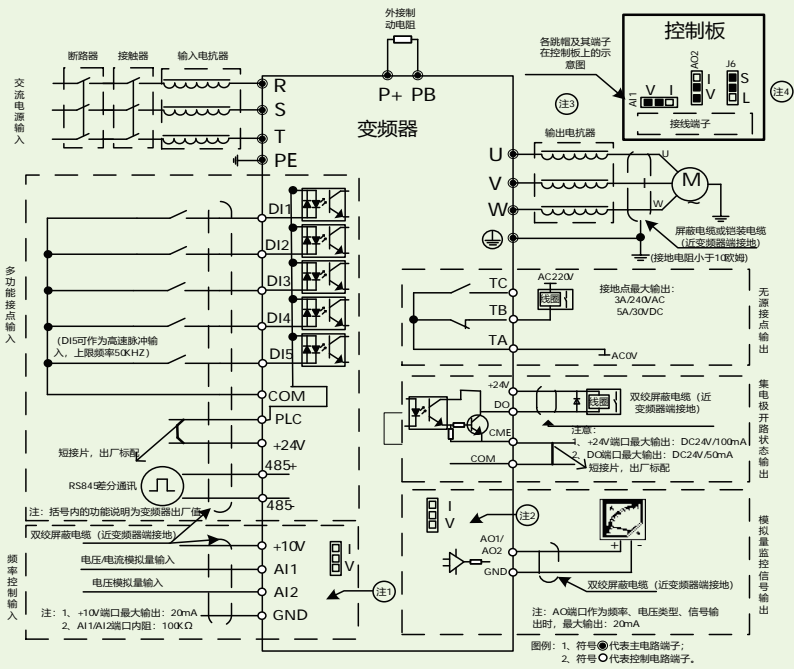 外接制
动电阻
P+ PB
变频器
断路器
接触器
输入电抗器
交流电源输入
R
S
T
PE
各跳帽及其端子
在控制板上的示
意图
控制板
AI1
V I
AO2
I
V
J6
S
L
接线端子
注3
注4
输出电抗器
U
V
W
U
W
M
~
屏蔽电缆或铠装电缆
(近变频器端接地)
(接地电阻小于10欧姆)
多功能接点输入
DI1
DI2
DI3
DI4
DI5
(DI5可作为高速脉冲输
入，上限频率50KHZ)
COM
PLC
+24V
短接片，出厂标配
485+
RS845差分通讯
485-
注：括号内的功能说明为变频器出厂值
双绞屏蔽电缆（近变频器端接地)
频率控制输入
+10V
电压/电流模拟量输入
AI1
电压模拟量输入
AI2
GND
I
V
注1
注：1、+10V端口最大输出：20mA
2、AI1/AI2端口内阻：100KΩ
TC
TB
TA
AC220V
线圈
AC0V
接地点最大输出：
3A/240VAC
5A/30VDC
无源接点输出
+24V
DO
CME
COM
线圈
双绞屏蔽电缆（近
变频器端接地)
注意：
1、+24V端口最大输出：DC24V/100mA
2、DO端口最大输出：DC24V/50mA
短接片，出厂标配
集电极开路状态输出
I
V
注2
AO1/
AO2
GND
+ -
双绞屏蔽电缆（近变频器端接地)
注：AO端口作为频率、电压类型、信号输
出时，最大输出：20mA
模拟量监控信号输出
图例：1、符号◉代表主电路端子；
2、符号○代表控制电路端子。